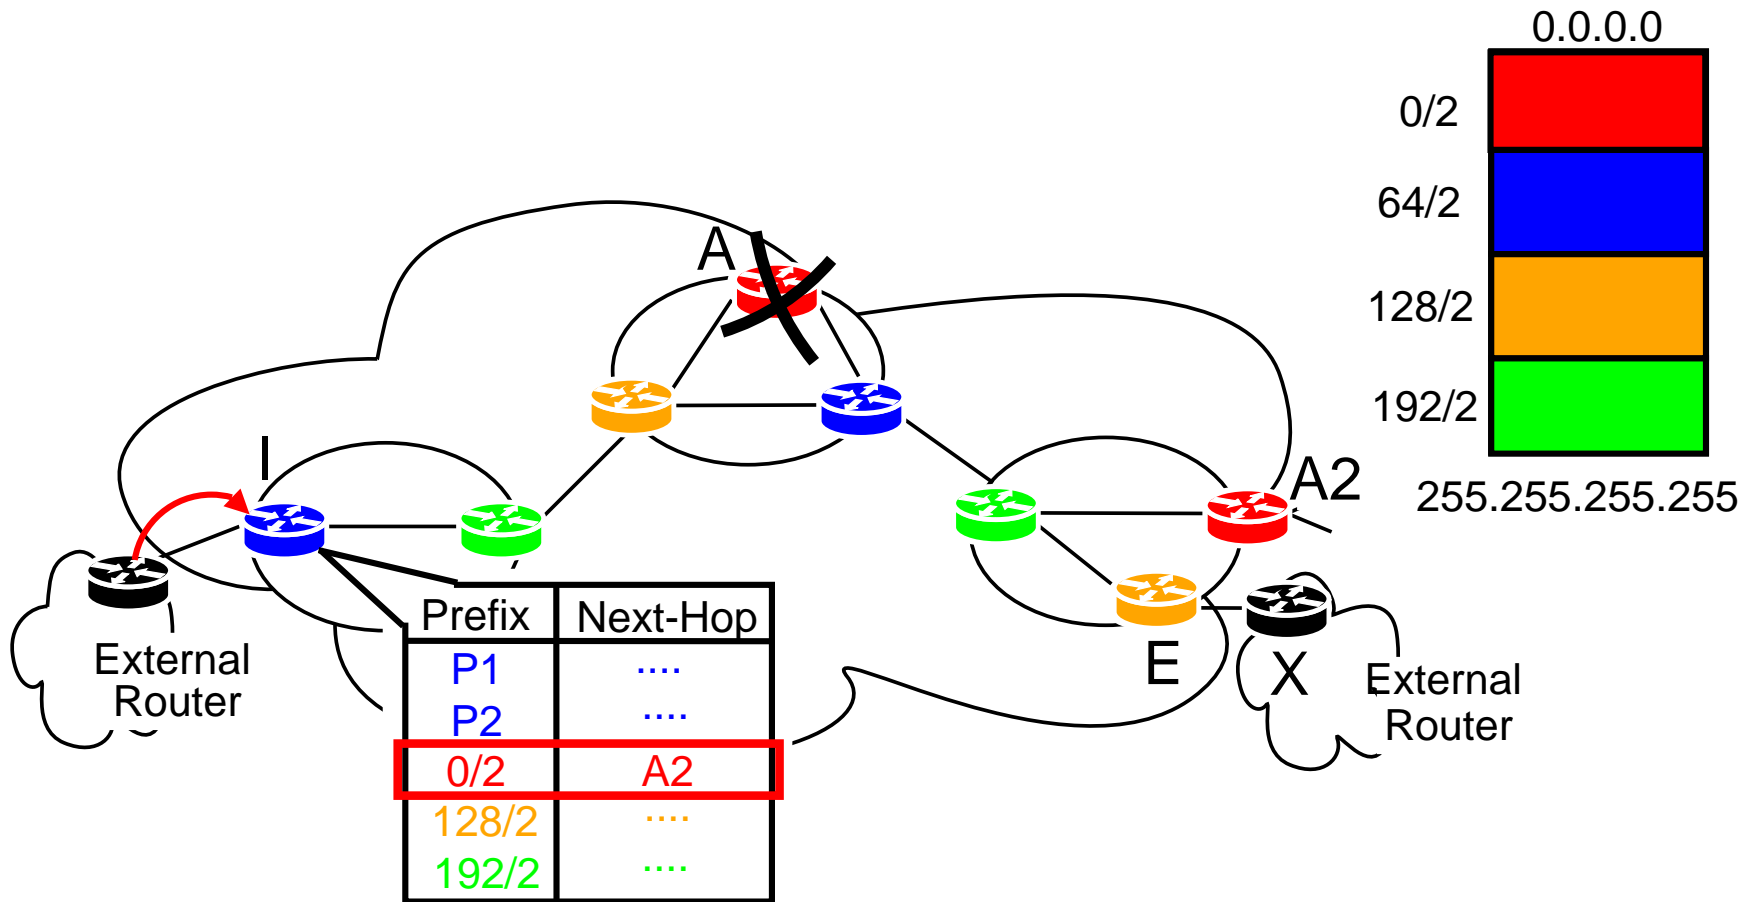 0.0.0.0
0/2
64/2
128/2
192/2
255.255.255.255
A
I
A2
E
X
External
Router
External
Router
Prefix Next-Hop
P1 ....
P2 ....
0/2 A2
128/2 ....
192/2 ....